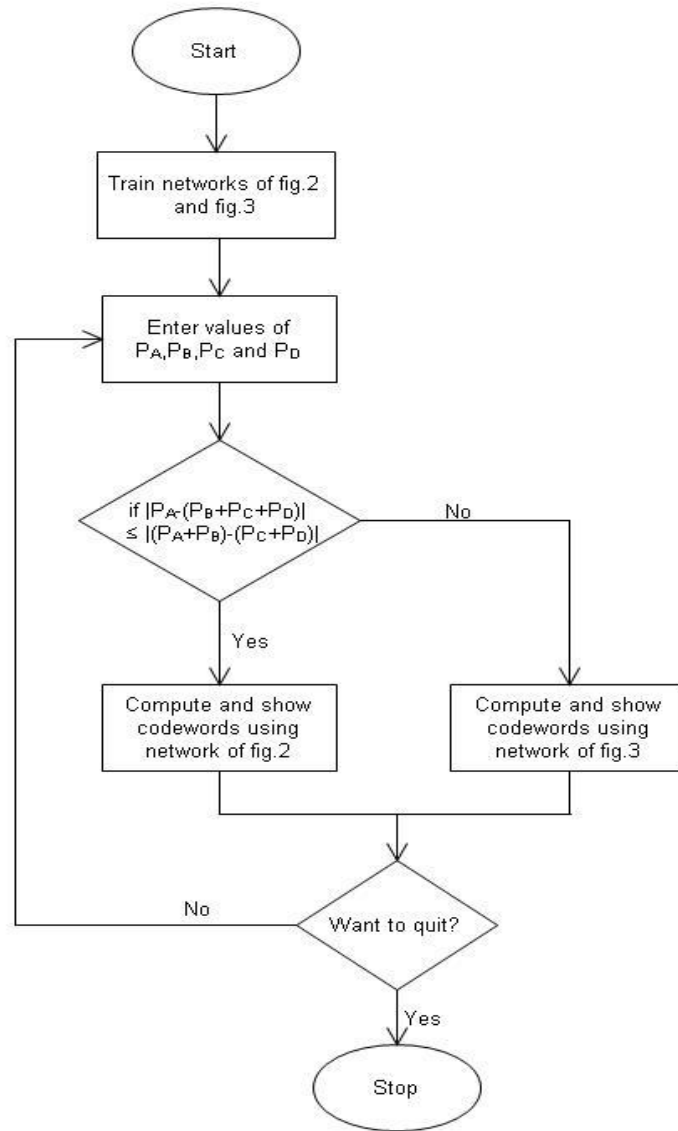 Start
Train networks of fig.2
and fig.3
Enter values of
PA,PB,PC and PD
if |PA-(PB+PC+PD)|
≤ |(PA+PB)-(PC+PD)|
No
Yes
Compute and show
codewords using
network of fig.2
Compute and show
codewords using
network of fig.3
No
Want to quit?
Yes
Stop